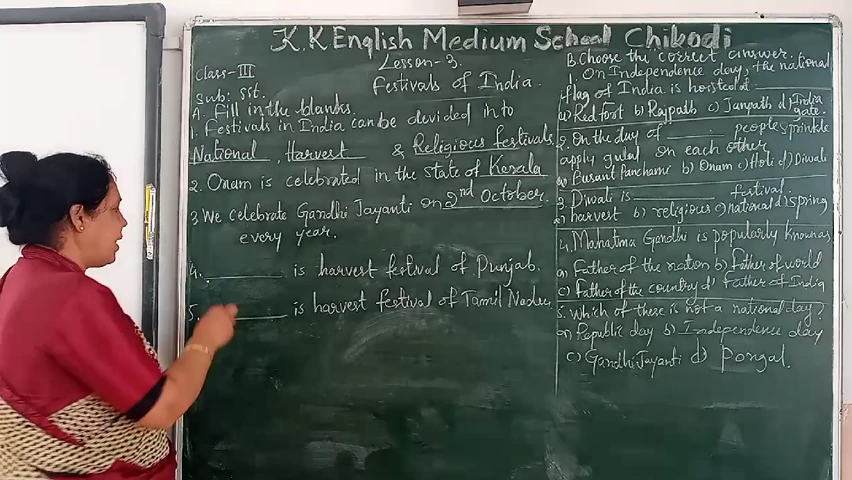 K.K English Medium School Chikodi
Lesson-3.
Class-III
Festivals of India
Sub: SSt.
A. Fill in the blanks.
1. Festivals in India can be devided into
National, Harvest & Religious festivals
2. Onam is celebrated in the state of Kerala
3 We celebrate Gandhi Jayanti on 2nd October.
every year.
4. ______ is harvest festival of Punjab.
5. ______ is harvest festival of Tamil Nadu
B. Choose the correct answer.
1. On Independence day, the national
flag of India is hoisted at
a) Red fort b) Rajpath c) Janpath d) India gate.
2. On the day of ______ people sprinkle
apply gulal on each other
a) Basant Panchami b) Onam c) Holi d) Diwali
3 Diwali is ______ festival.
a) harvest b) religious c) national d) spring
4. Mahatma Gandhi is popularly known as
a) Father of the nation b) father of world
c) father of the country d) father of India
5. Which of these is not a national day?
a) Republic day b) Independence day
c) Gandhi Jayanti d) Pongal.